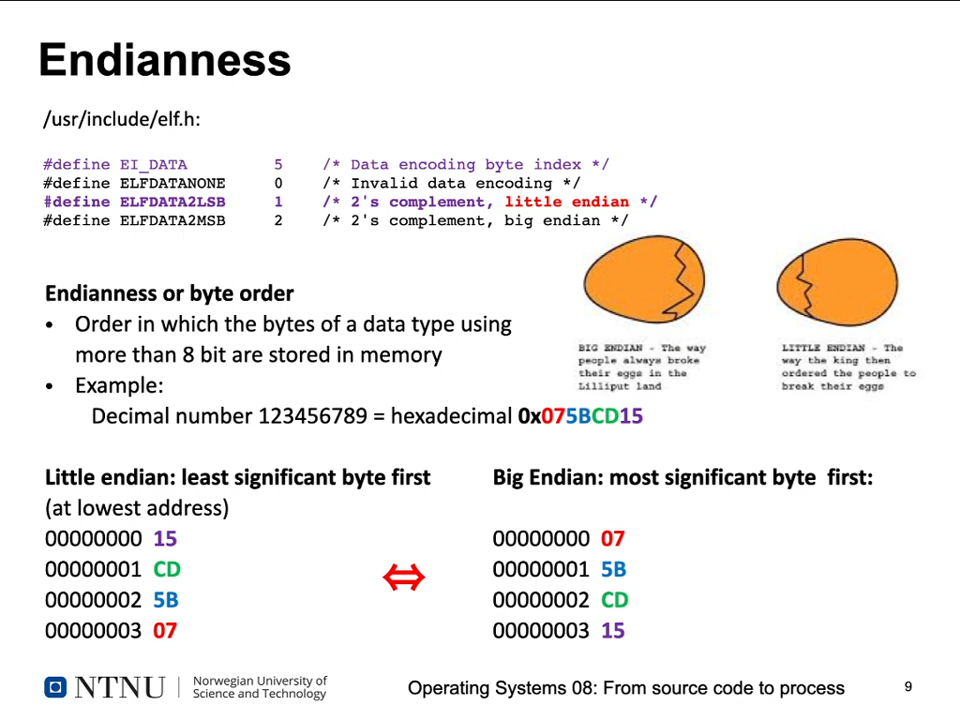 Endianness
/usr/include/elf.h:
#define EI_DATA 5 /* Data encoding byte index */
#define ELFDATANONE 0 /* Invalid data encoding */
#define ELFDATA2LSB 1 /* 2's complement, little endian */
#define ELFDATA2MSB 2 /* 2's complement, big endian */
Endianness or byte order
• Order in which the bytes of a data type using
more than 8 bit are stored in memory
• Example:
Decimal number 123456789 = hexadecimal 0x075BCD15
BIG ENDIAN - The way
people always broke
their eggs in the
Lilliput land
LITTLE ENDIAN - The
way the king then
ordered the people to
break their eggs
Little endian: least significant byte first
(at lowest address)
00000000 15
00000001 CD
00000002 5B
00000003 07
⇔
Big Endian: most significant byte first:
00000000 07
00000001 5B
00000002 CD
00000003 15
NTNU
Norwegian University of
Science and Technology
Operating Systems 08: From source code to process
9